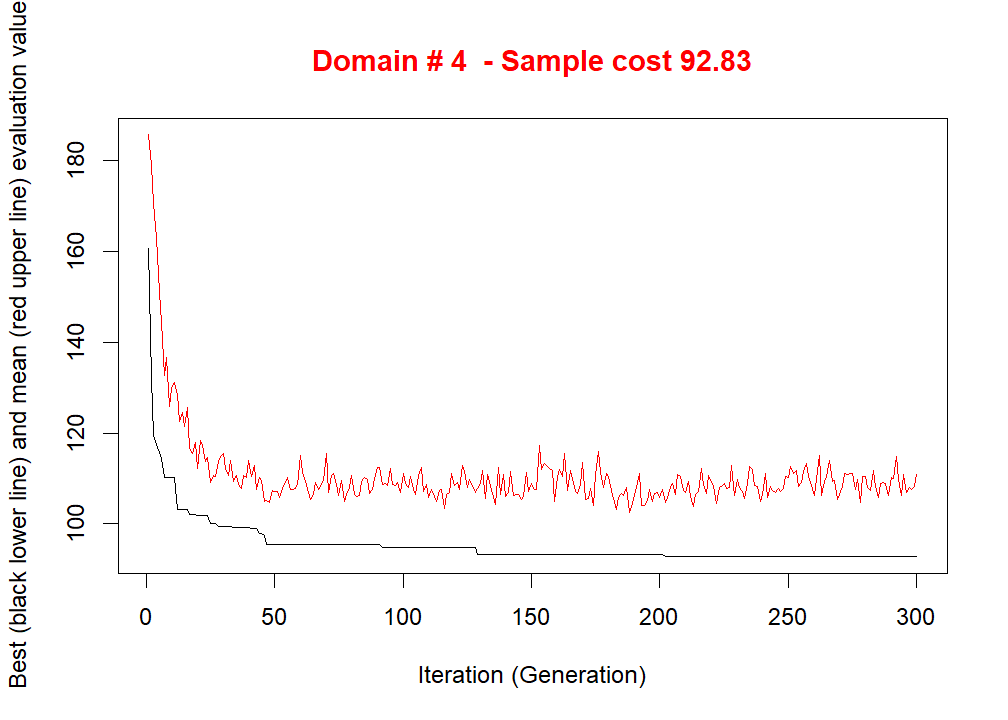 Domain # 4  - Sample cost 92.83
Best (black lower line) and mean (red upper line) evaluation value
180
160
140
120
100
0 50 100 150 200 250 300
Iteration (Generation)